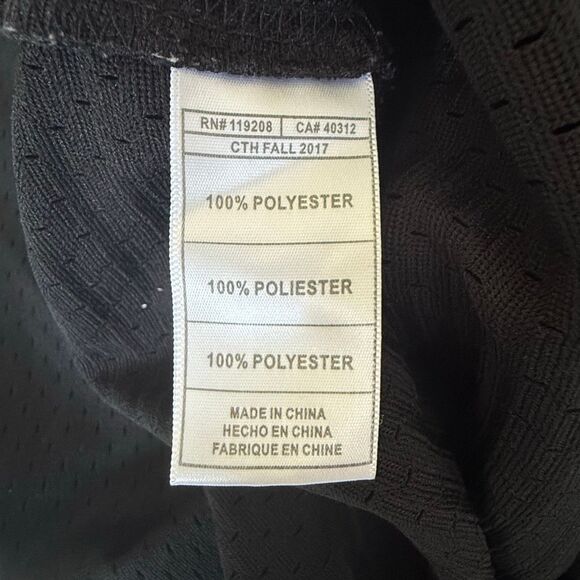 RN# 119208 CA# 40312
CTH FALL 2017
100% POLYESTER
100% POLIESTER
100% POLYESTER
MADE IN CHINA
HECHO EN CHINA
FABRIQUE EN CHINE